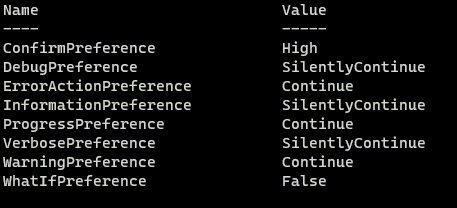 Name                           Value
----                           -----
ConfirmPreference              High
DebugPreference                SilentlyContinue
ErrorActionPreference          Continue
InformationPreference          SilentlyContinue
ProgressPreference             Continue
VerbosePreference              SilentlyContinue
WarningPreference              Continue
WhatIfPreference               False